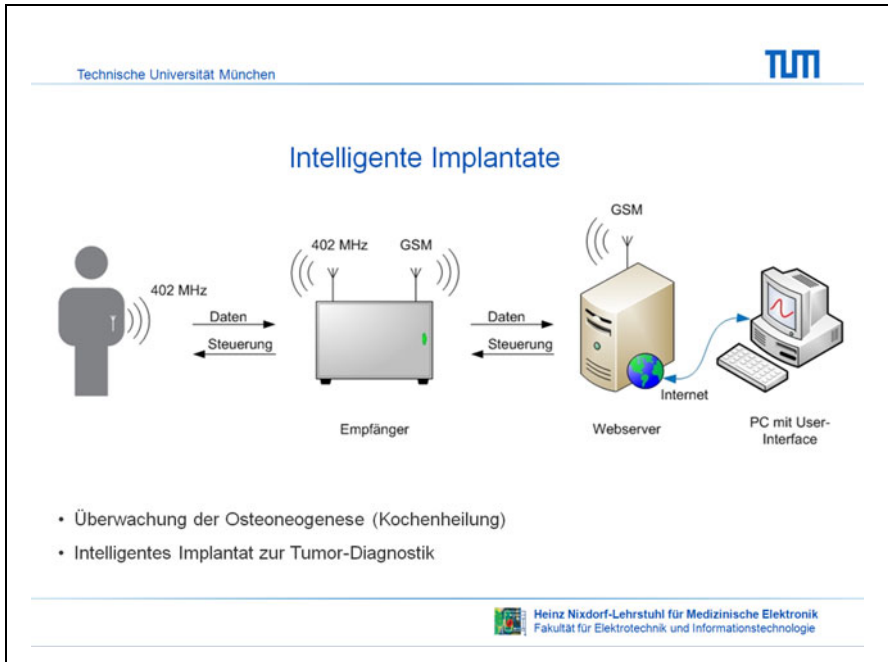 Technische Universität München
TUM
Intelligente Implantate
GSM
402 MHz
GSM
402 MHz
Daten
Steuerung
Daten
Steuerung
Internet
Empfänger
Webserver
PC mit User-
Interface
• Überwachung der Osteoneogenese (Kochenheilung)
• Intelligentes Implantat zur Tumor-Diagnostik
Heinz Nixdorf-Lehrstuhl für Medizinische Elektronik
Fakultät für Elektrotechnik und Informationstechnologie